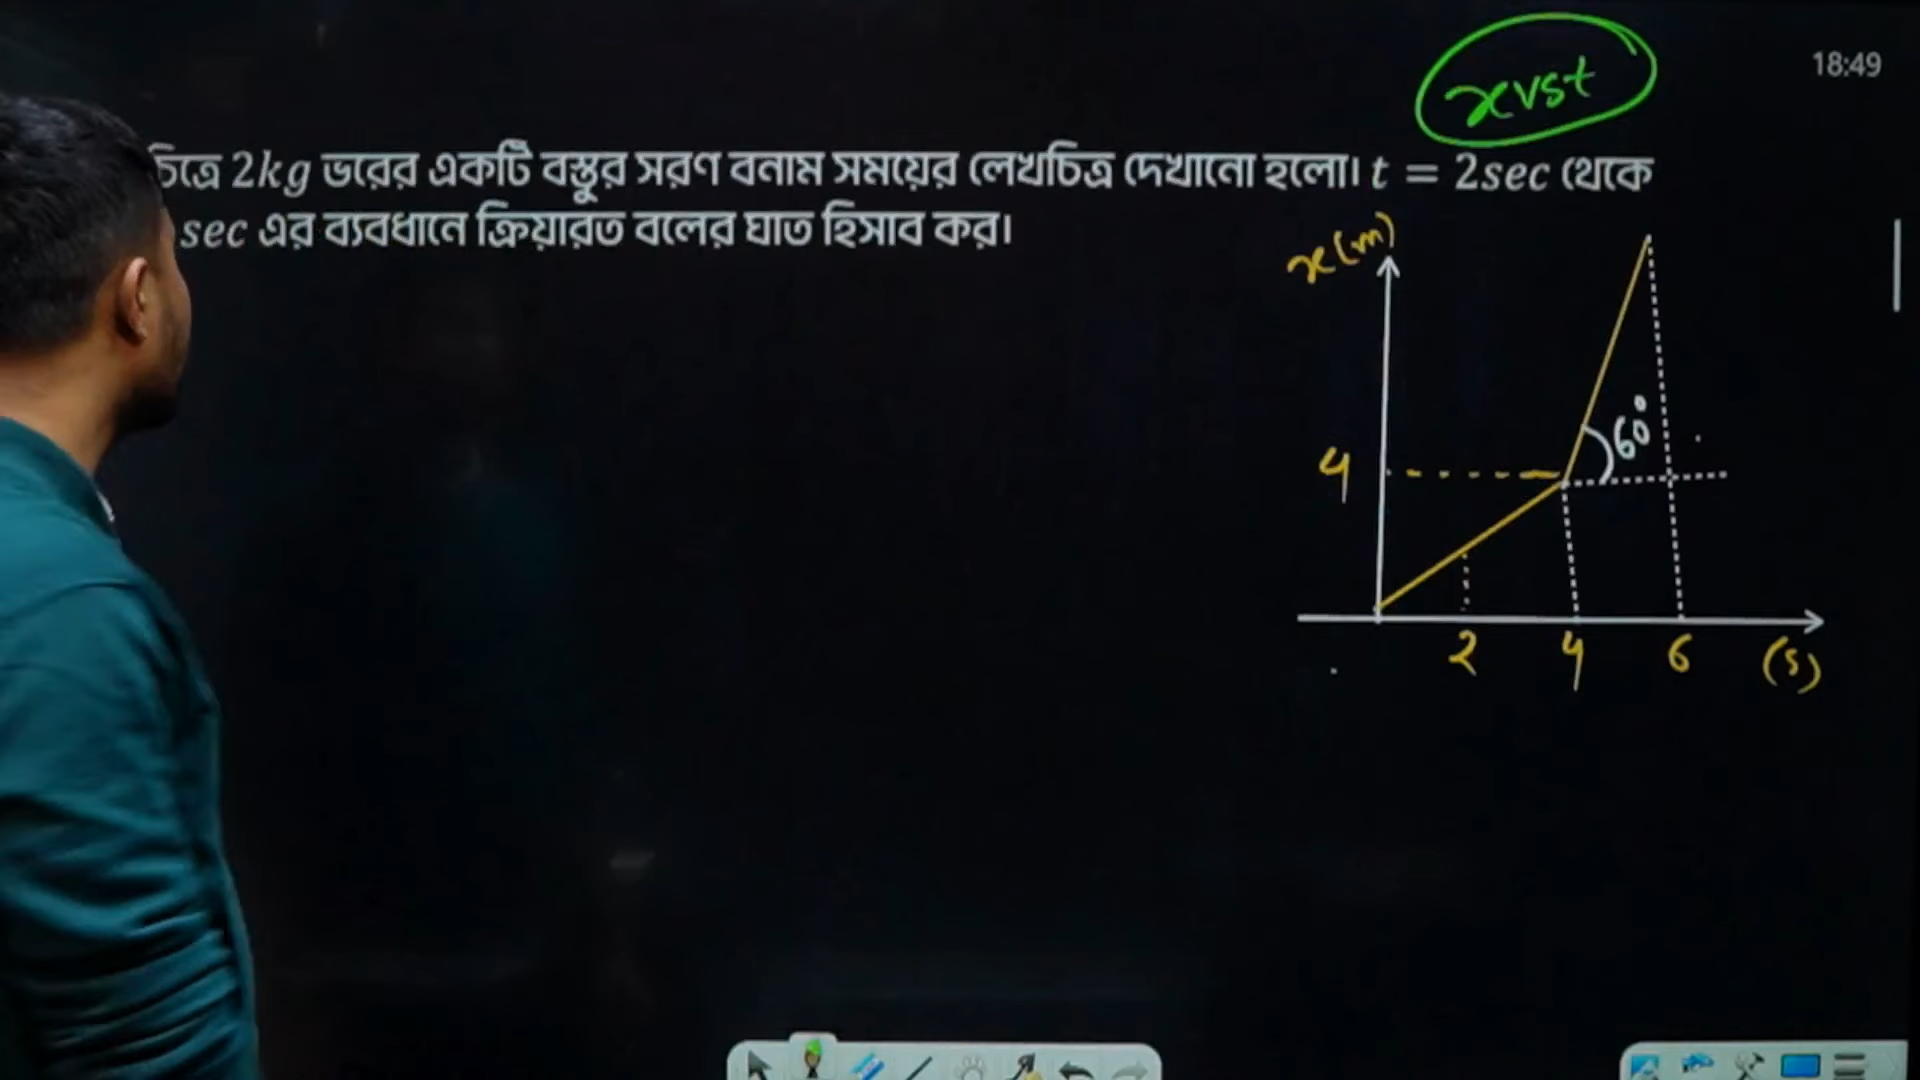 xvst
18:49
চিত্রে 2kg ভরের একটি বস্তুর সরণ বনাম সময়ের লেখচিত্র দেখানো হলো। t = 2sec থেকে
sec এর ব্যবধানে ক্রিয়ারত বলের ঘাত হিসাব কর।
x(m)
60°
4
2 4 6 (s)